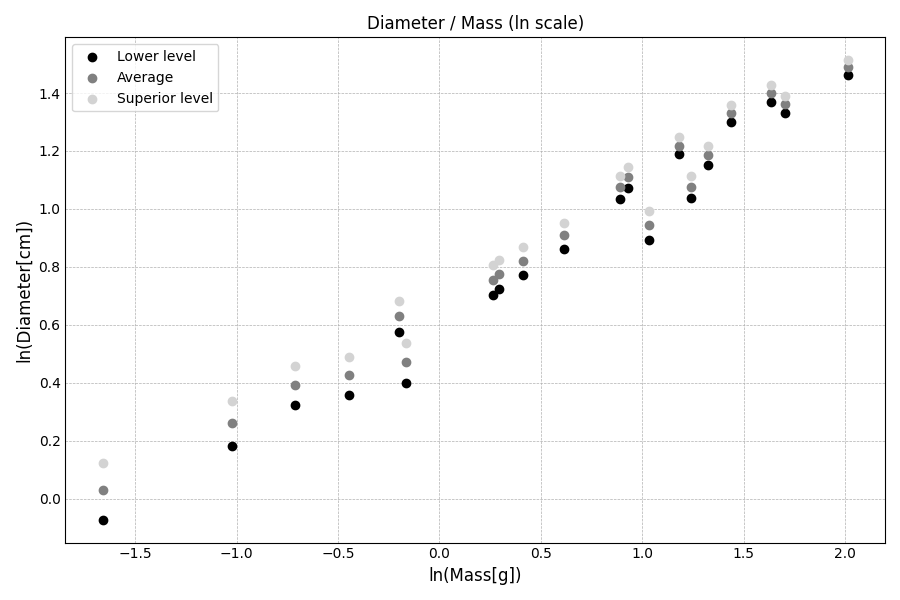 Diameter / Mass (ln scale)
Lower level
Average
Superior level
ln(Diameter[cm])
1.4
1.2
1.0
0.8
0.6
0.4
0.2
0.0
−1.5 −1.0 −0.5 0.0 0.5 1.0 1.5 2.0
ln(Mass[g])